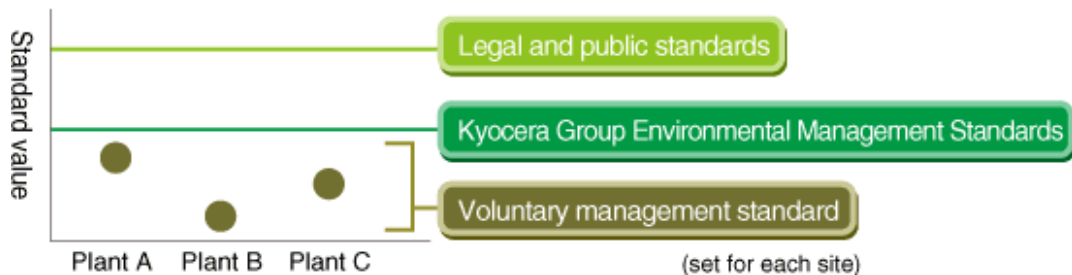 Standard value
Legal and public standards
Kyocera Group Environmental Management Standards
Voluntary management standard
Plant A Plant B Plant C
(set for each site)